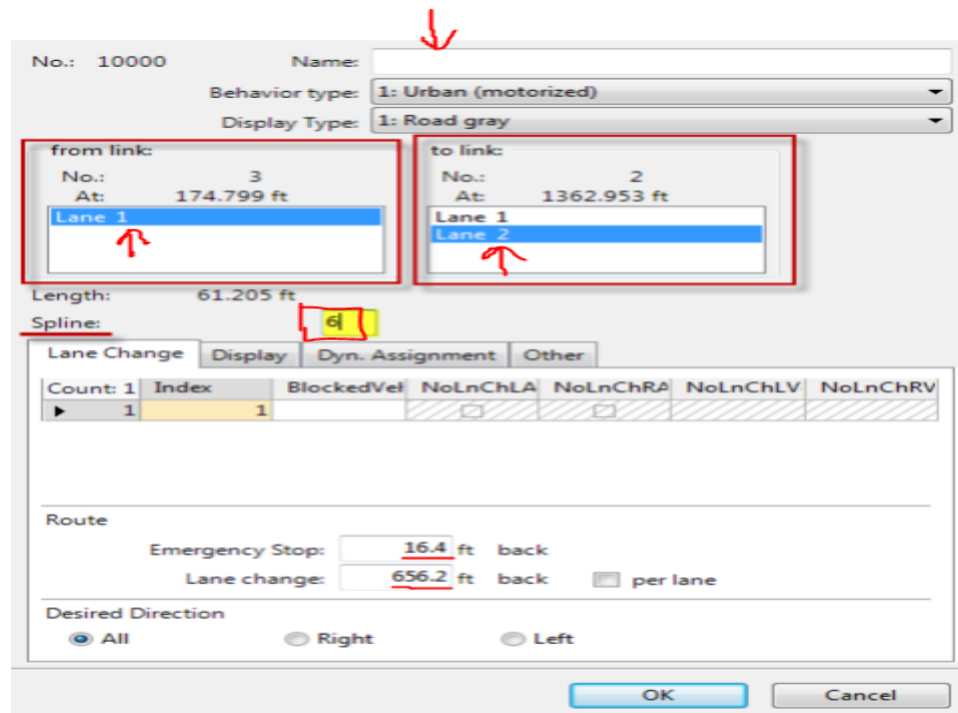 No.: 10000 Name:
Behavior type: 1: Urban (motorized)
Display Type: 1: Road gray
from link:
No.: 3
At: 174.799 ft
Lane 1
to link:
No.: 2
At: 1362.953 ft
Lane 1
Lane 2
Length: 61.205 ft
Spline: 6
Lane Change Display Dyn. Assignment Other
Count: 1 Index BlockedVeh NoLnChLA NoLnChRA NoLnChLV NoLnChRV
1 1
Route
Emergency Stop: 16.4 ft back
Lane change: 656.2 ft back per lane
Desired Direction
All Right Left
OK Cancel